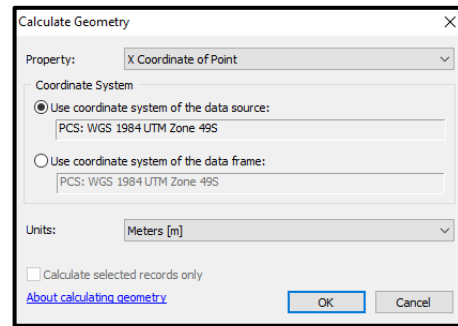 Calculate Geometry
Property: X Coordinate of Point
Coordinate System
Use coordinate system of the data source:
PCS: WGS 1984 UTM Zone 49S
Use coordinate system of the data frame:
PCS: WGS 1984 UTM Zone 49S
Units: Meters [m]
Calculate selected records only
About calculating geometry OK Cancel